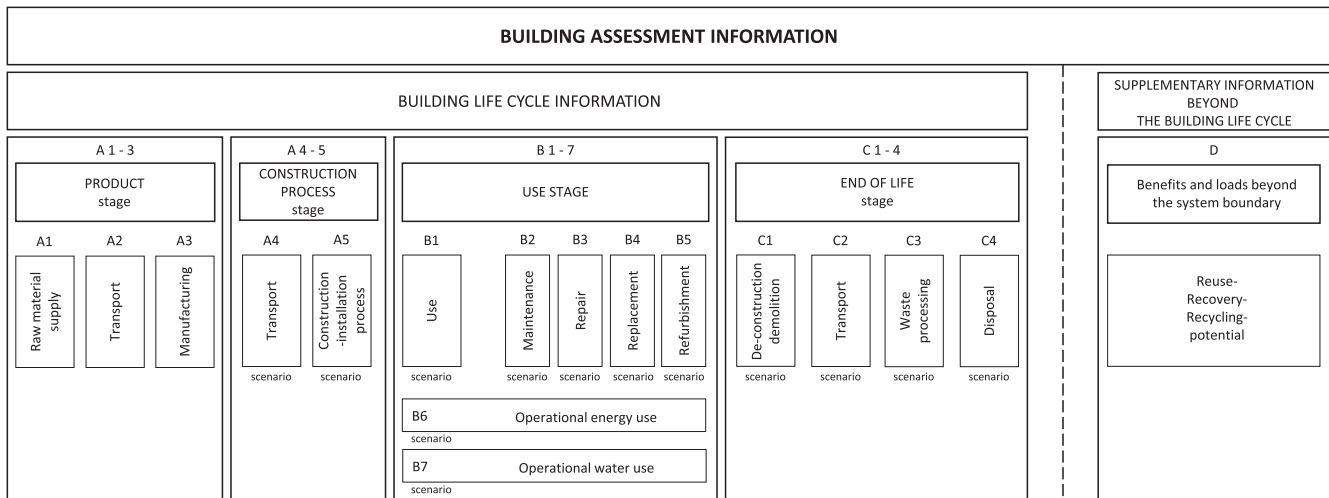 BUILDING ASSESSMENT INFORMATION
BUILDING LIFE CYCLE INFORMATION
SUPPLEMENTARY INFORMATION
BEYOND
THE BUILDING LIFE CYCLE
A 1 - 3
PRODUCT
stage
A1
A2
A3
Raw material
supply
Transport
Manufacturing
A 4 - 5
CONSTRUCTION
PROCESS
stage
A4
A5
Transport
Construction
-installation
process
scenario
scenario
B 1 - 7
USE STAGE
B1
B2
B3
B4
B5
Use
Maintenance
Repair
Replacement
Refurbishment
scenario
scenario
scenario
scenario
scenario
B6 Operational energy use
scenario
B7 Operational water use
scenario
C 1 - 4
END OF LIFE
stage
C1
C2
C3
C4
De-construction
demolition
Transport
Waste
processing
Disposal
scenario
scenario
scenario
scenario
D
Benefits and loads beyond
the system boundary
Reuse-
Recovery-
Recycling-
potential